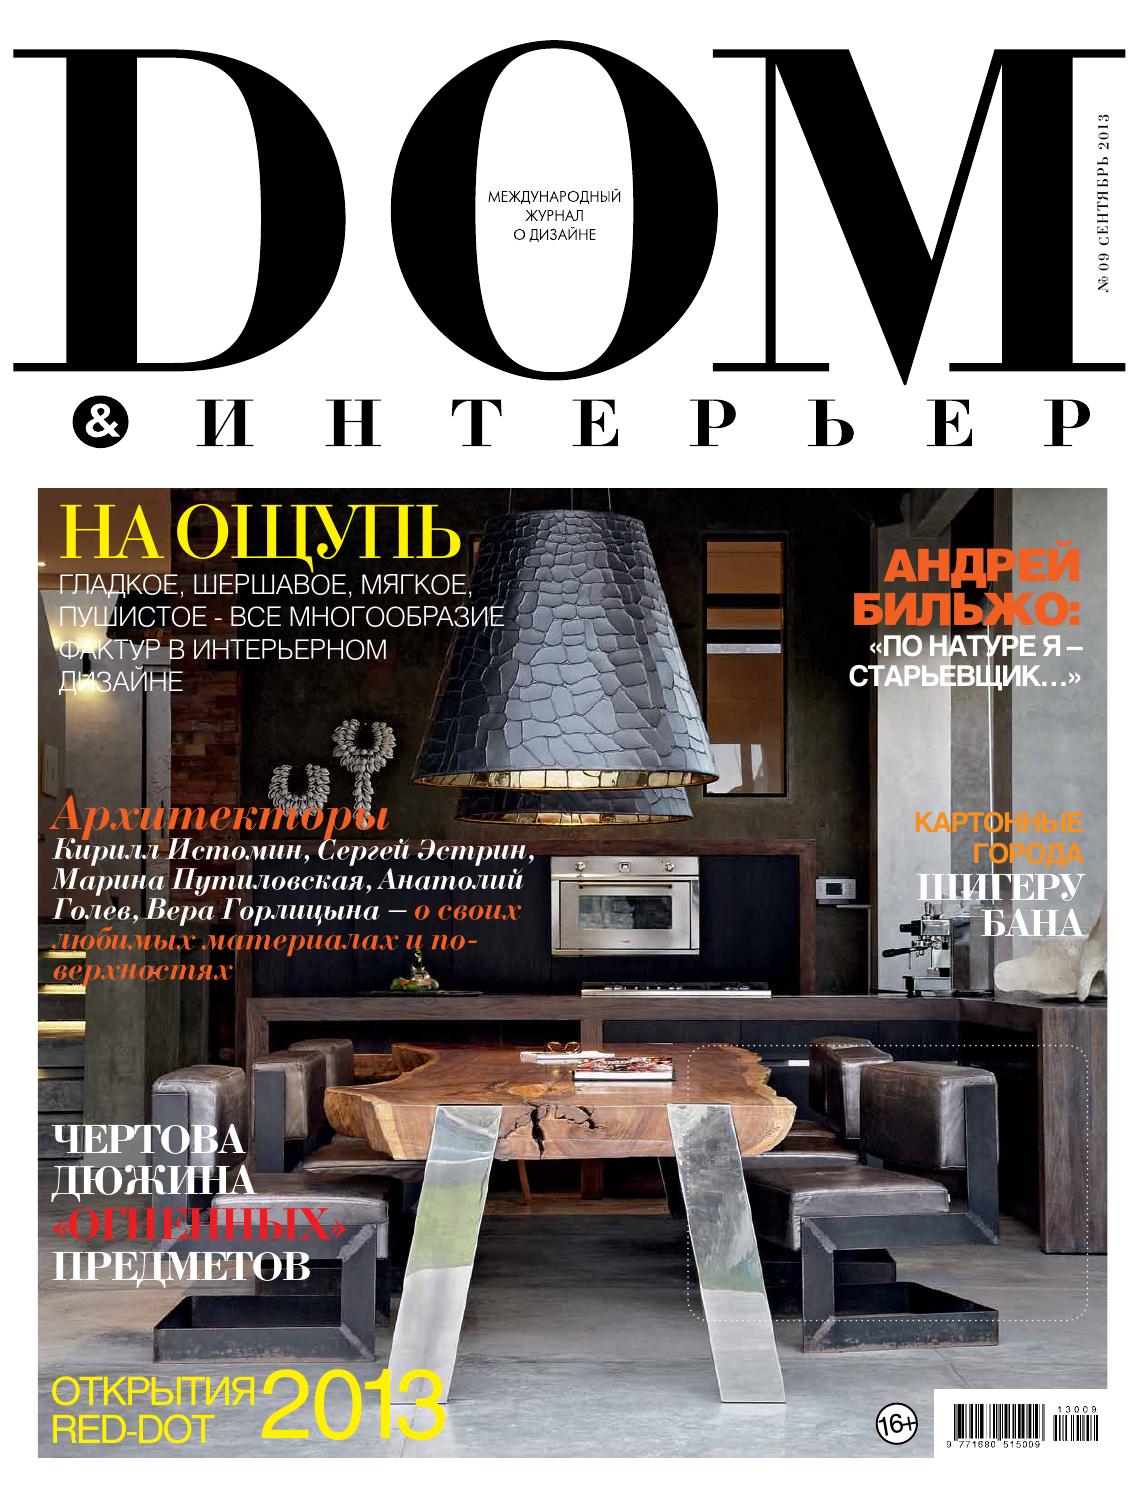 DOM
МЕЖДУНАРОДНЫЙ
ЖУРНАЛ
О ДИЗАЙНЕ
№ 09 СЕНТЯБРЬ 2013
& ИНТЕРЬЕР
НА ОЩУПЬ
ГЛАДКОЕ, ШЕРШАВОЕ, МЯГКОЕ,
ПУШИСТОЕ - ВСЕ МНОГООБРАЗИЕ
ФАКТУР В ИНТЕРЬЕРНОМ
ДИЗАЙНЕ
АНДРЕЙ
БИЛЬЖО:
«ПО НАТУРЕ Я –
СТАРЬЕВЩИК...»
Архитекторы
Кирилл Истомин, Сергей Эстрин,
Марина Путиловская, Анатолий
Голев, Вера Горлицына – о своих
любимых материалах и по-
верхностях
КАРТОННЫЕ
ГОРОДА
ШИГЕРУ
БАНА
ЧЕРТОВА
ДЮЖИНА
«ОГНЕННЫХ»
ПРЕДМЕТОВ
ОТКРЫТИЯ
RED-DOT
2013
16+
13009
9 771680 515009